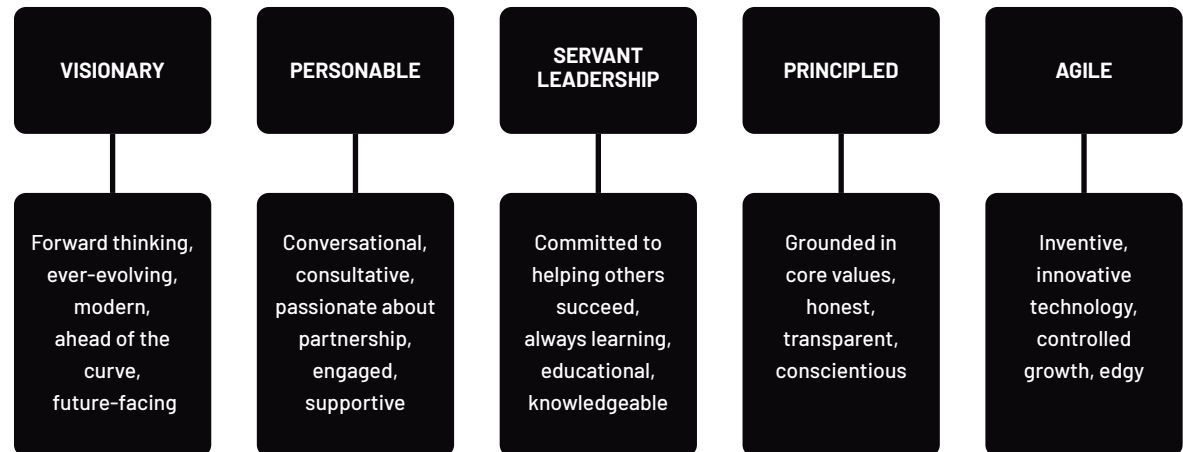 VISIONARY
PERSONABLE
SERVANT
LEADERSHIP
PRINCIPLED
AGILE
Forward thinking,
ever-evolving,
modern,
ahead of the
curve,
future-facing
Conversational,
consultative,
passionate about
partnership,
engaged,
supportive
Committed to
helping others
succeed,
always learning,
educational,
knowledgeable
Grounded in
core values,
honest,
transparent,
conscientious
Inventive,
innovative
technology,
controlled
growth, edgy